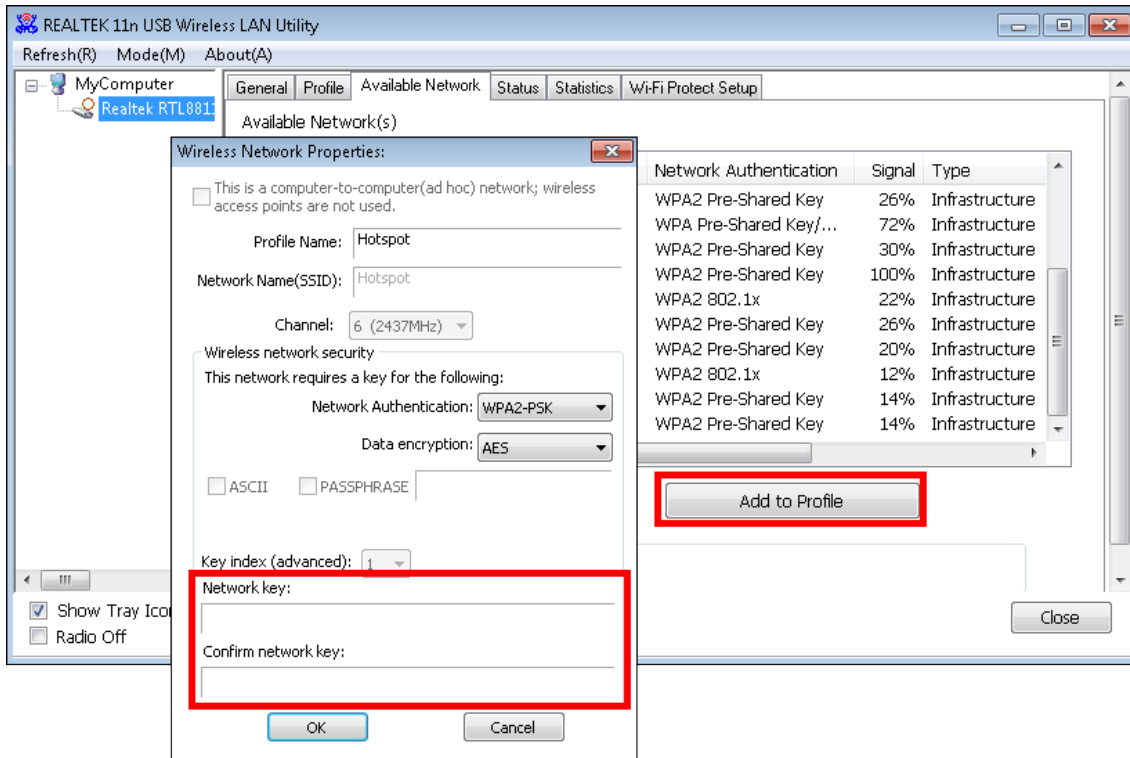 REALTEK 11n USB Wireless LAN Utility
Refresh(R) Mode(M) About(A)
MyComputer
Realtek RTL881
General Profile Available Network Status Statistics Wi-Fi Protect Setup
Available Network(s)
Network Authentication Signal Type
WPA2 Pre-Shared Key 26% Infrastructure
WPA Pre-Shared Key/... 72% Infrastructure
WPA2 Pre-Shared Key 30% Infrastructure
WPA2 Pre-Shared Key 100% Infrastructure
WPA2 802.1x 22% Infrastructure
WPA2 Pre-Shared Key 26% Infrastructure
WPA2 Pre-Shared Key 20% Infrastructure
WPA2 802.1x 12% Infrastructure
WPA2 Pre-Shared Key 14% Infrastructure
WPA2 Pre-Shared Key 14% Infrastructure
Add to Profile
Show Tray Ico
Radio Off
Close
Wireless Network Properties:
This is a computer-to-computer(ad hoc) network; wireless
access points are not used.
Profile Name: Hotspot
Network Name(SSID): Hotspot
Channel: 6 (2437MHz)
Wireless network security
This network requires a key for the following:
Network Authentication: WPA2-PSK
Data encryption: AES
ASCII PASSPHRASE
Key index (advanced): 1
Network key:
Confirm network key:
OK Cancel